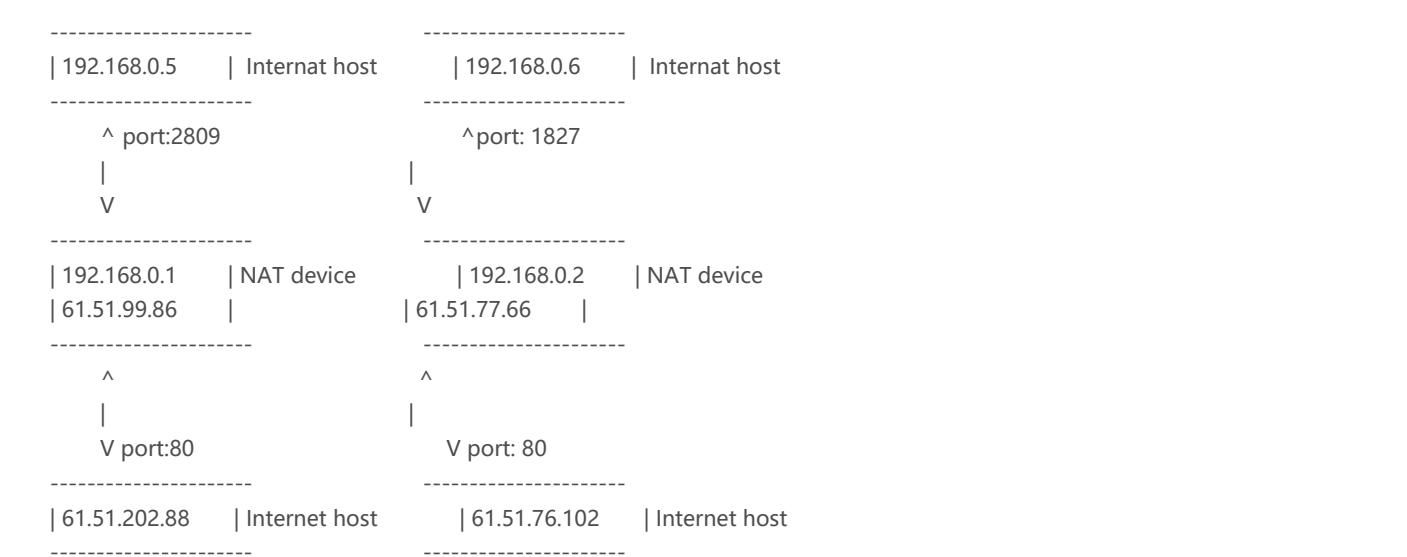 ---------------------- ----------------------
| 192.168.0.5 | Internat host | 192.168.0.6 | Internat host
---------------------- ----------------------
^ port:2809 ^port: 1827
| |
V V
---------------------- ----------------------
| 192.168.0.1 | NAT device | 192.168.0.2 | NAT device
| 61.51.99.86 | | 61.51.77.66 |
---------------------- ----------------------
^ ^
| |
V port:80 V port: 80
---------------------- ----------------------
| 61.51.202.88 | Internet host | 61.51.76.102 | Internet host
---------------------- ----------------------